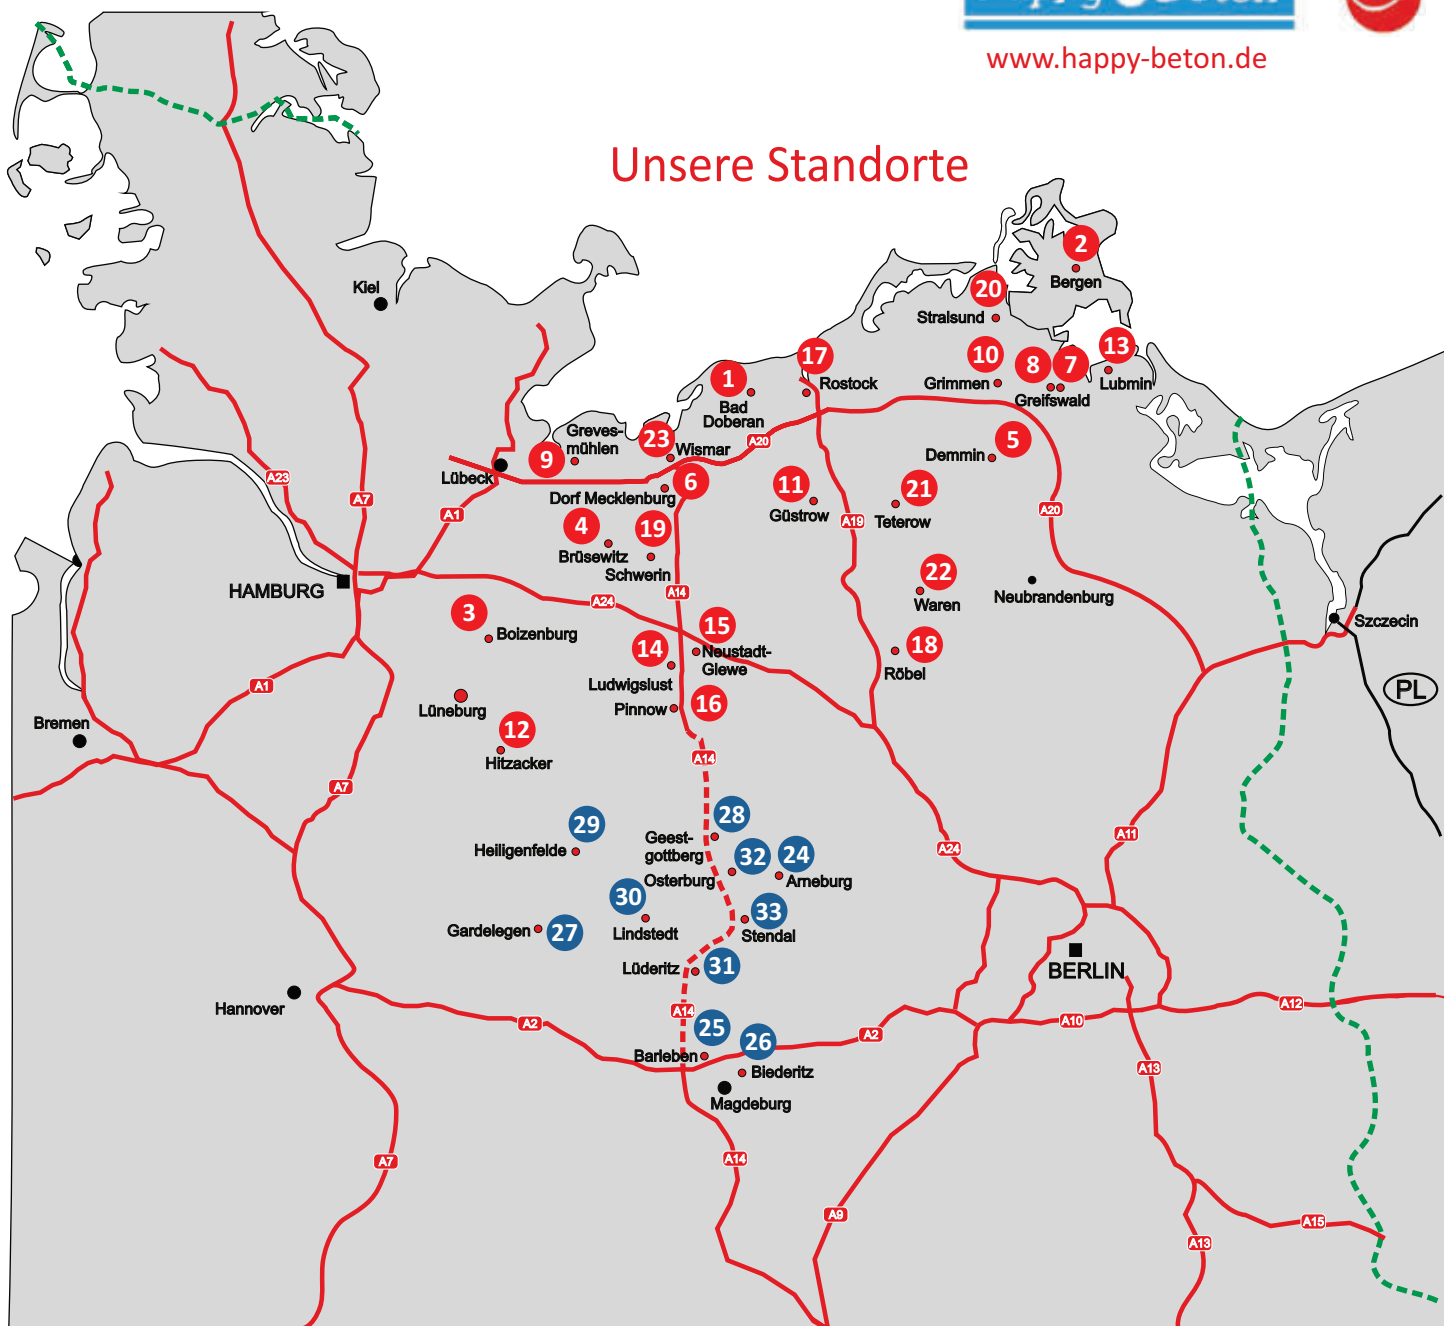 www.happy-beton.de
Unsere Standorte
2
Bergen
Kiel
20
Stralsund
17
Rostock
10
Grimmen
8
7
Greifswald
13
Lubmin
1
Bad
Doberan
Greves-
mühlen
9
23
Wismar
A20
5
Demmin
Lübeck
A23
A7
A1
Dorf Mecklenburg
6
11
Güstrow
A19
21
Teterow
A20
4
Brüsewitz
19
Schwerin
HAMBURG
A24
A14
22
Waren
Neubrandenburg
3
Boizenburg
15
Neustadt-
Glewe
Szczecin
14
Ludwigslust
18
Röbel
A1
Lüneburg
Pinnow
16
PL
Bremen
12
Hitzacker
A14
A7
29
Heiligenfelde
28
Geest-
gottberg
A11
A24
32
Osterburg
24
Arneburg
30
Lindstedt
33
Stendal
Gardelegen
27
Lüderitz
31
BERLIN
Hannover
A14
A12
A2
A10
25
Barleben
26
Biederitz
A2
Magdeburg
A13
A7
A14
A9
A15
A13